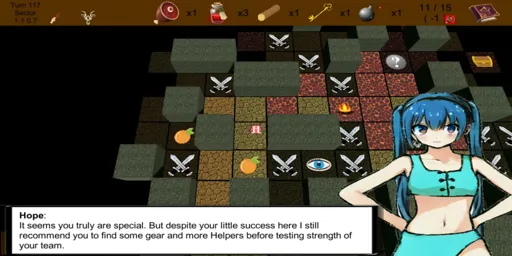 Turn 117
Sector
x1
x3
x1
x1
x1
11 / 15
( -1
Hope:
It seems you truly are special. But despite your little success here I still
recommend you to find some gear and more Helpers before testing strength of
your team.